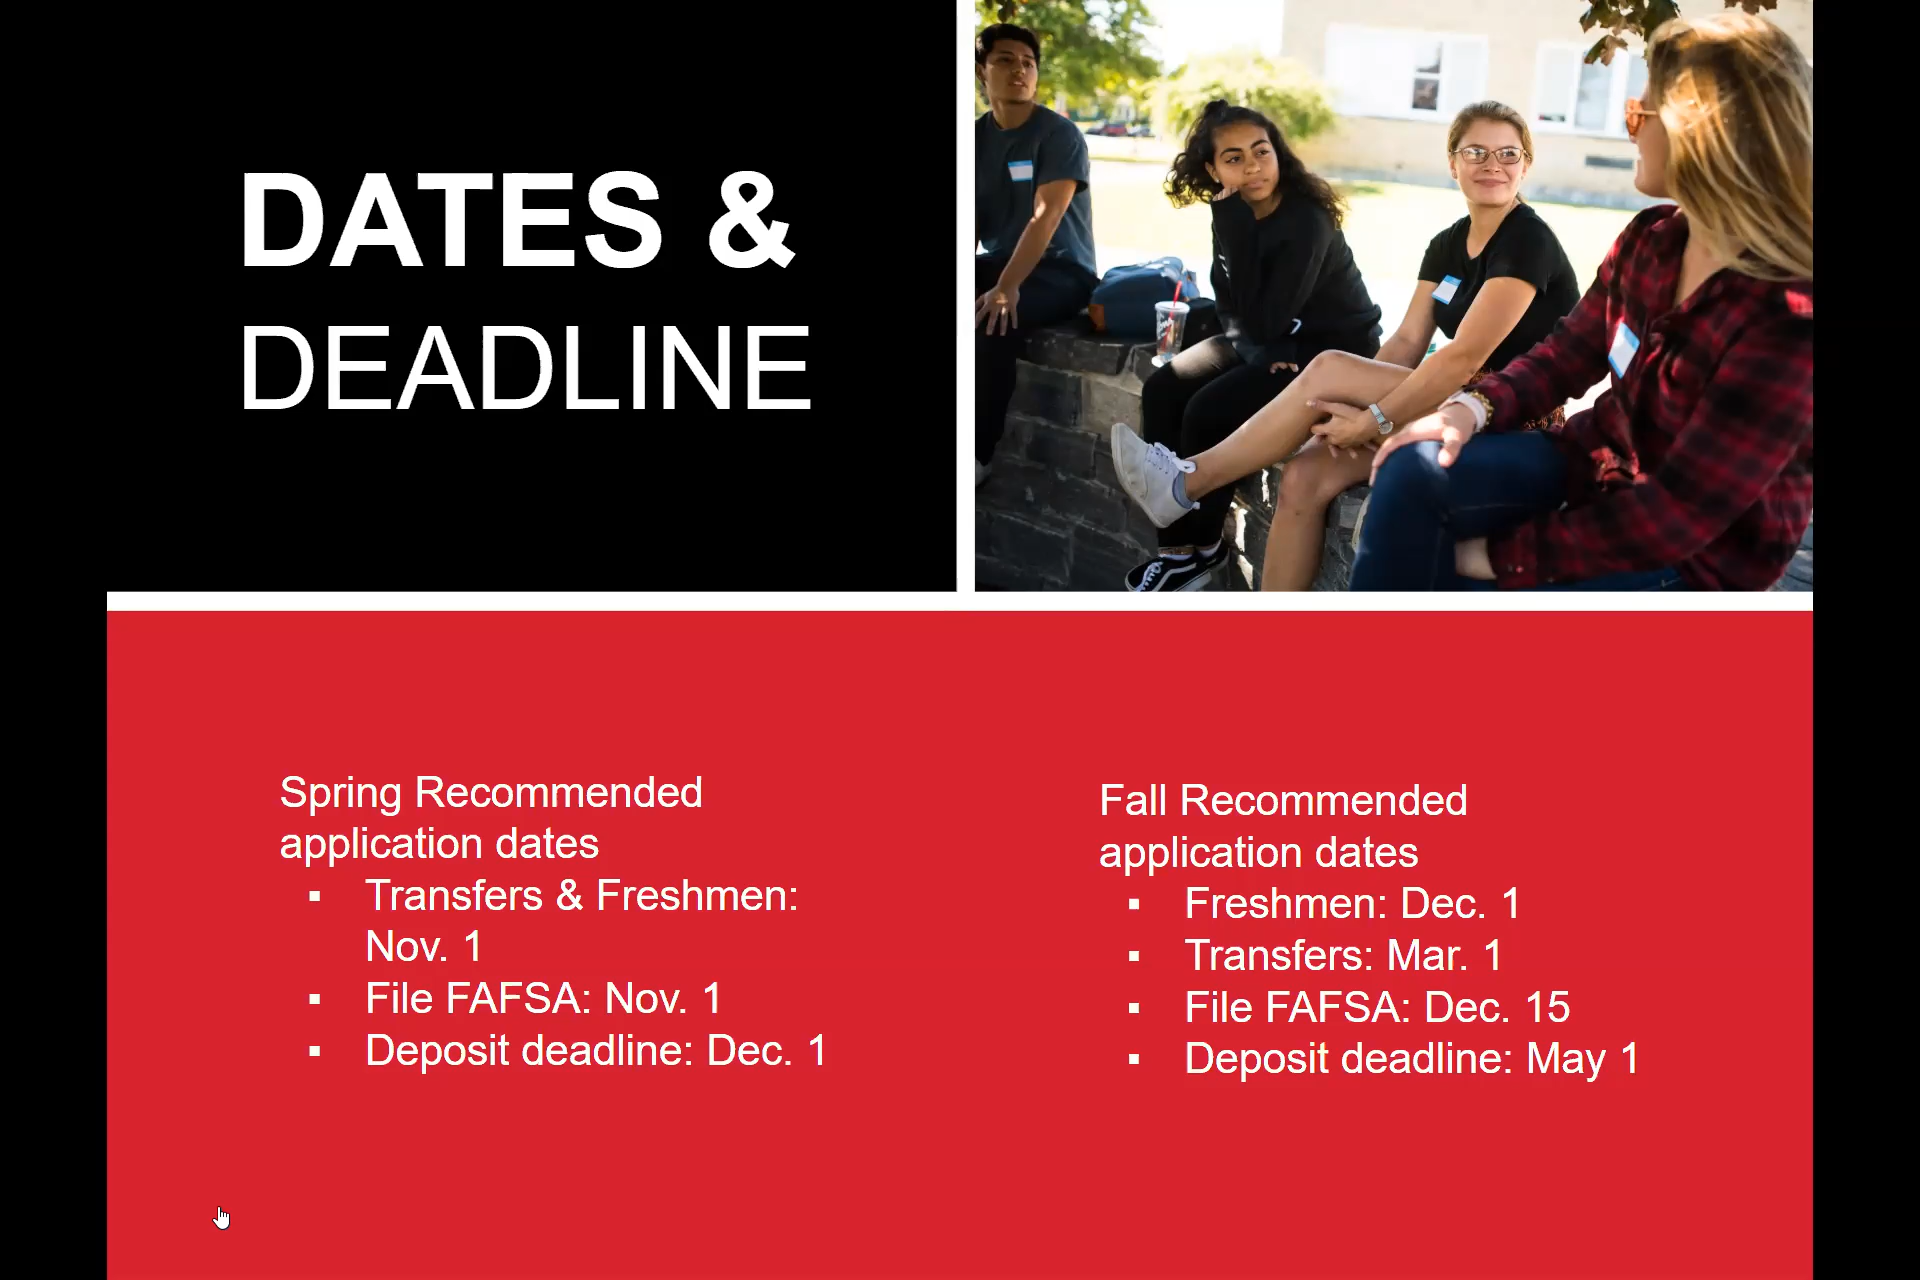 DATES &
DEADLINE
Spring Recommended
application dates
▪ Transfers & Freshmen:
Nov. 1
▪ File FAFSA: Nov. 1
▪ Deposit deadline: Dec. 1
Fall Recommended
application dates
▪ Freshmen: Dec. 1
▪ Transfers: Mar. 1
▪ File FAFSA: Dec. 15
▪ Deposit deadline: May 1